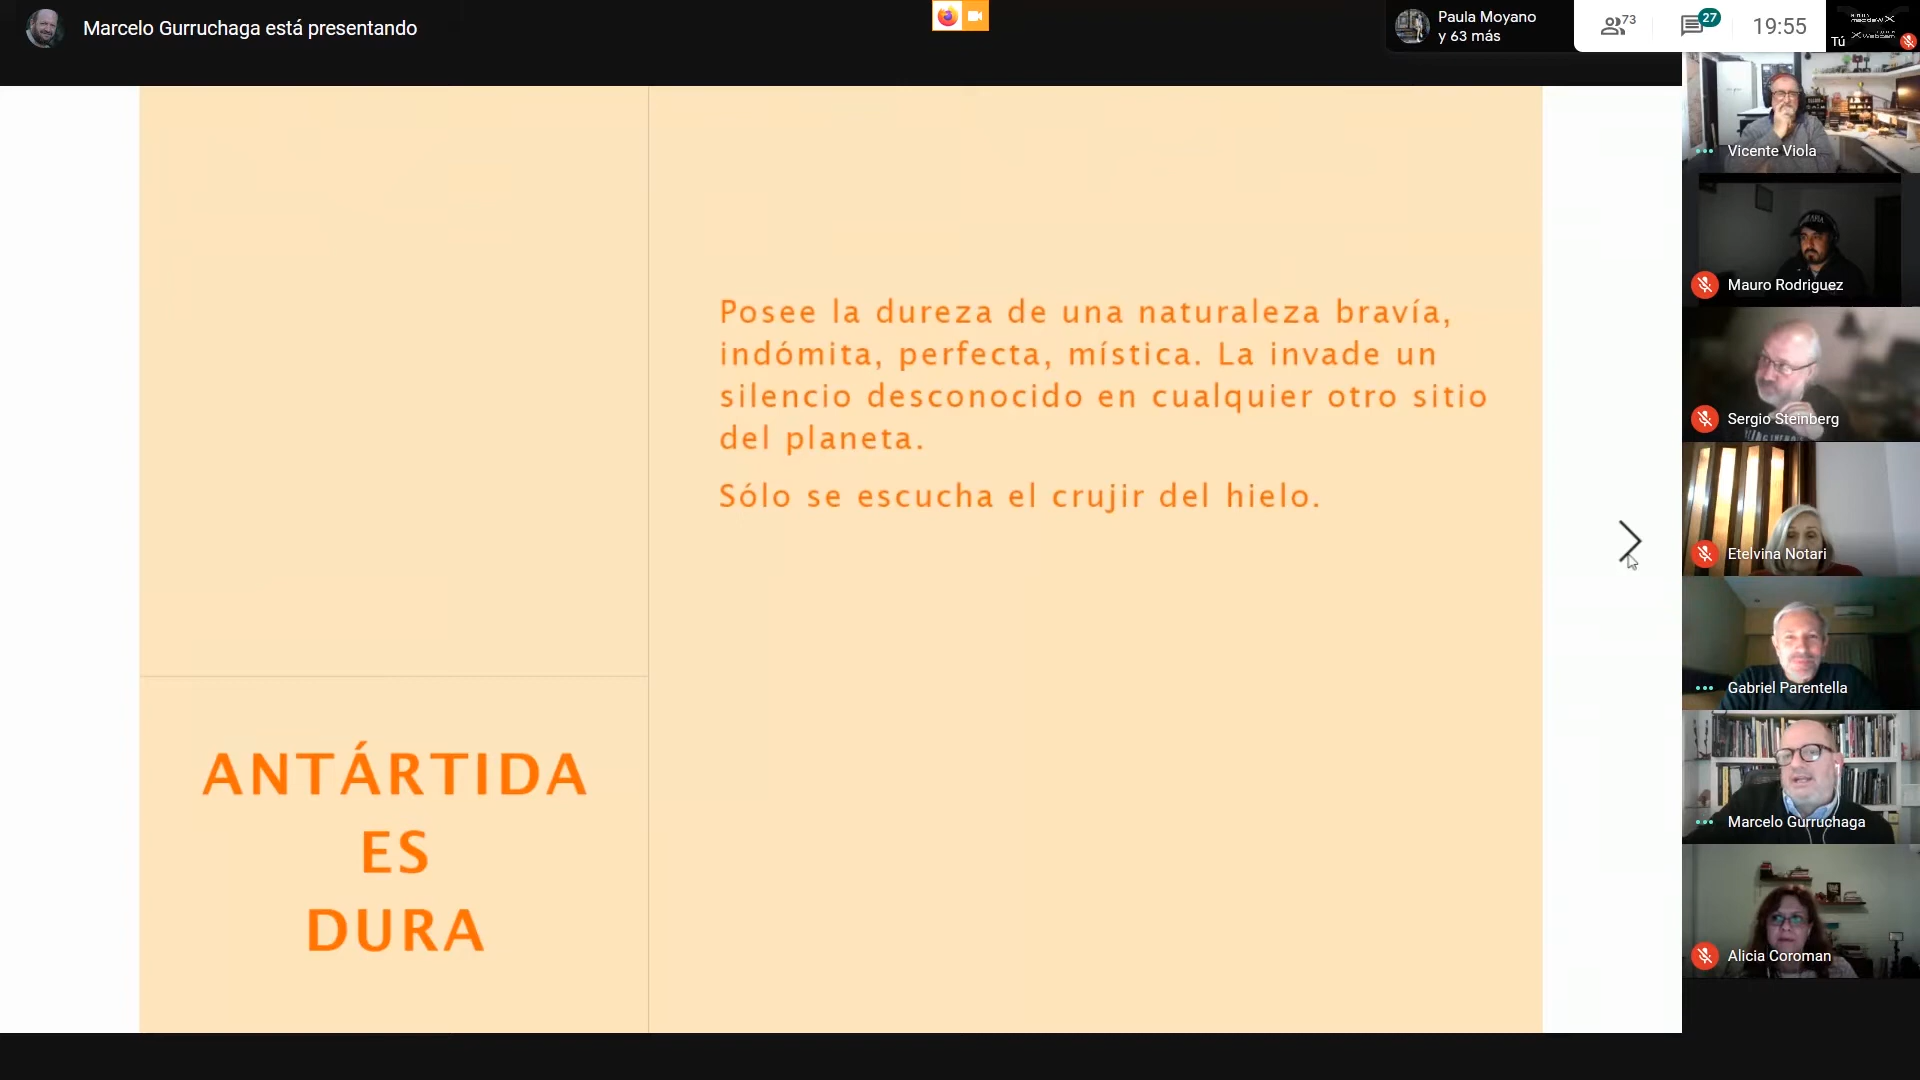 Marcelo Gurruchaga está presentando
Paula Moyano
y 63 más
73
27
19:55
Tú
Vicente Viola
Mauro Rodriguez
Sergio Steinberg
Etelvina Notari
Gabriel Parentella
Marcelo Gurruchaga
Alicia Coroman
Posee la dureza de una naturaleza bravía,
indómita, perfecta, mística. La invade un
silencio desconocido en cualquier otro sitio
del planeta.
Sólo se escucha el crujir del hielo.
ANTÁRTIDA
ES
DURA